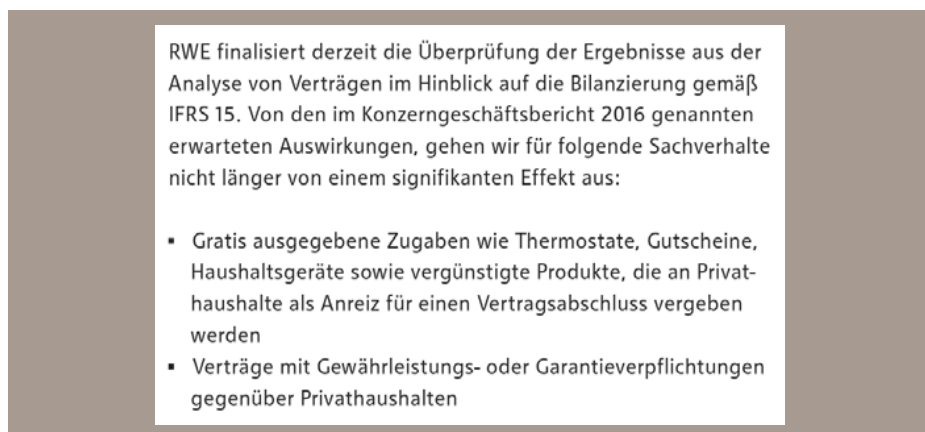 RWE finalisiert derzeit die Überprüfung der Ergebnisse aus der
Analyse von Verträgen im Hinblick auf die Bilanzierung gemäß
IFRS 15. Von den im Konzerngeschäftsbericht 2016 genannten
erwarteten Auswirkungen, gehen wir für folgende Sachverhalte
nicht länger von einem signifikanten Effekt aus:
▪ Gratis ausgegebene Zugaben wie Thermostate, Gutscheine,
Haushaltsgeräte sowie vergünstigte Produkte, die an Privat-
haushalte als Anreiz für einen Vertragsabschluss vergeben
werden
▪ Verträge mit Gewährleistungs- oder Garantieverpflichtungen
gegenüber Privathaushalten